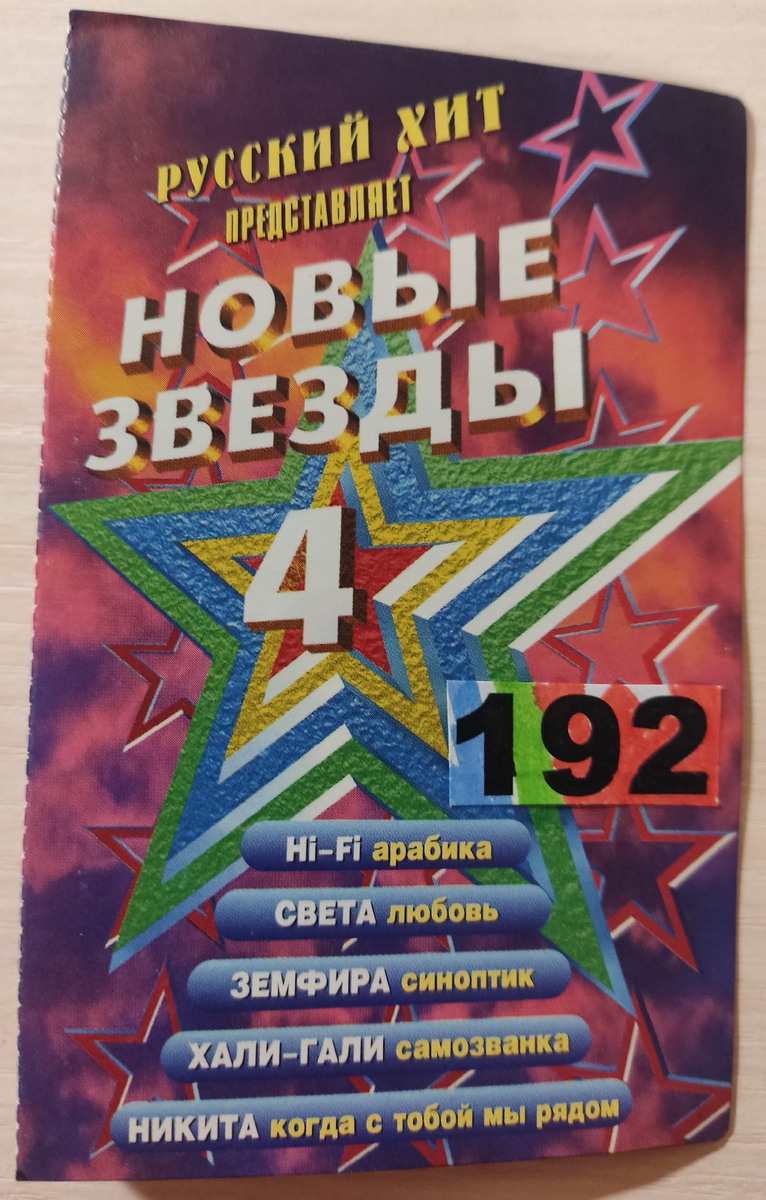 РУССКИЙ ХИТ
ПРЕДСТАВЛЯЕТ
НОВЫЕ
ЗВЕЗДЫ
4
192
Hi-Fi арабика
СВЕТА любовь
ЗЕМФИРА синоптик
ХАЛИ-ГАЛИ самозванка
НИКИТА когда с тобой мы рядом